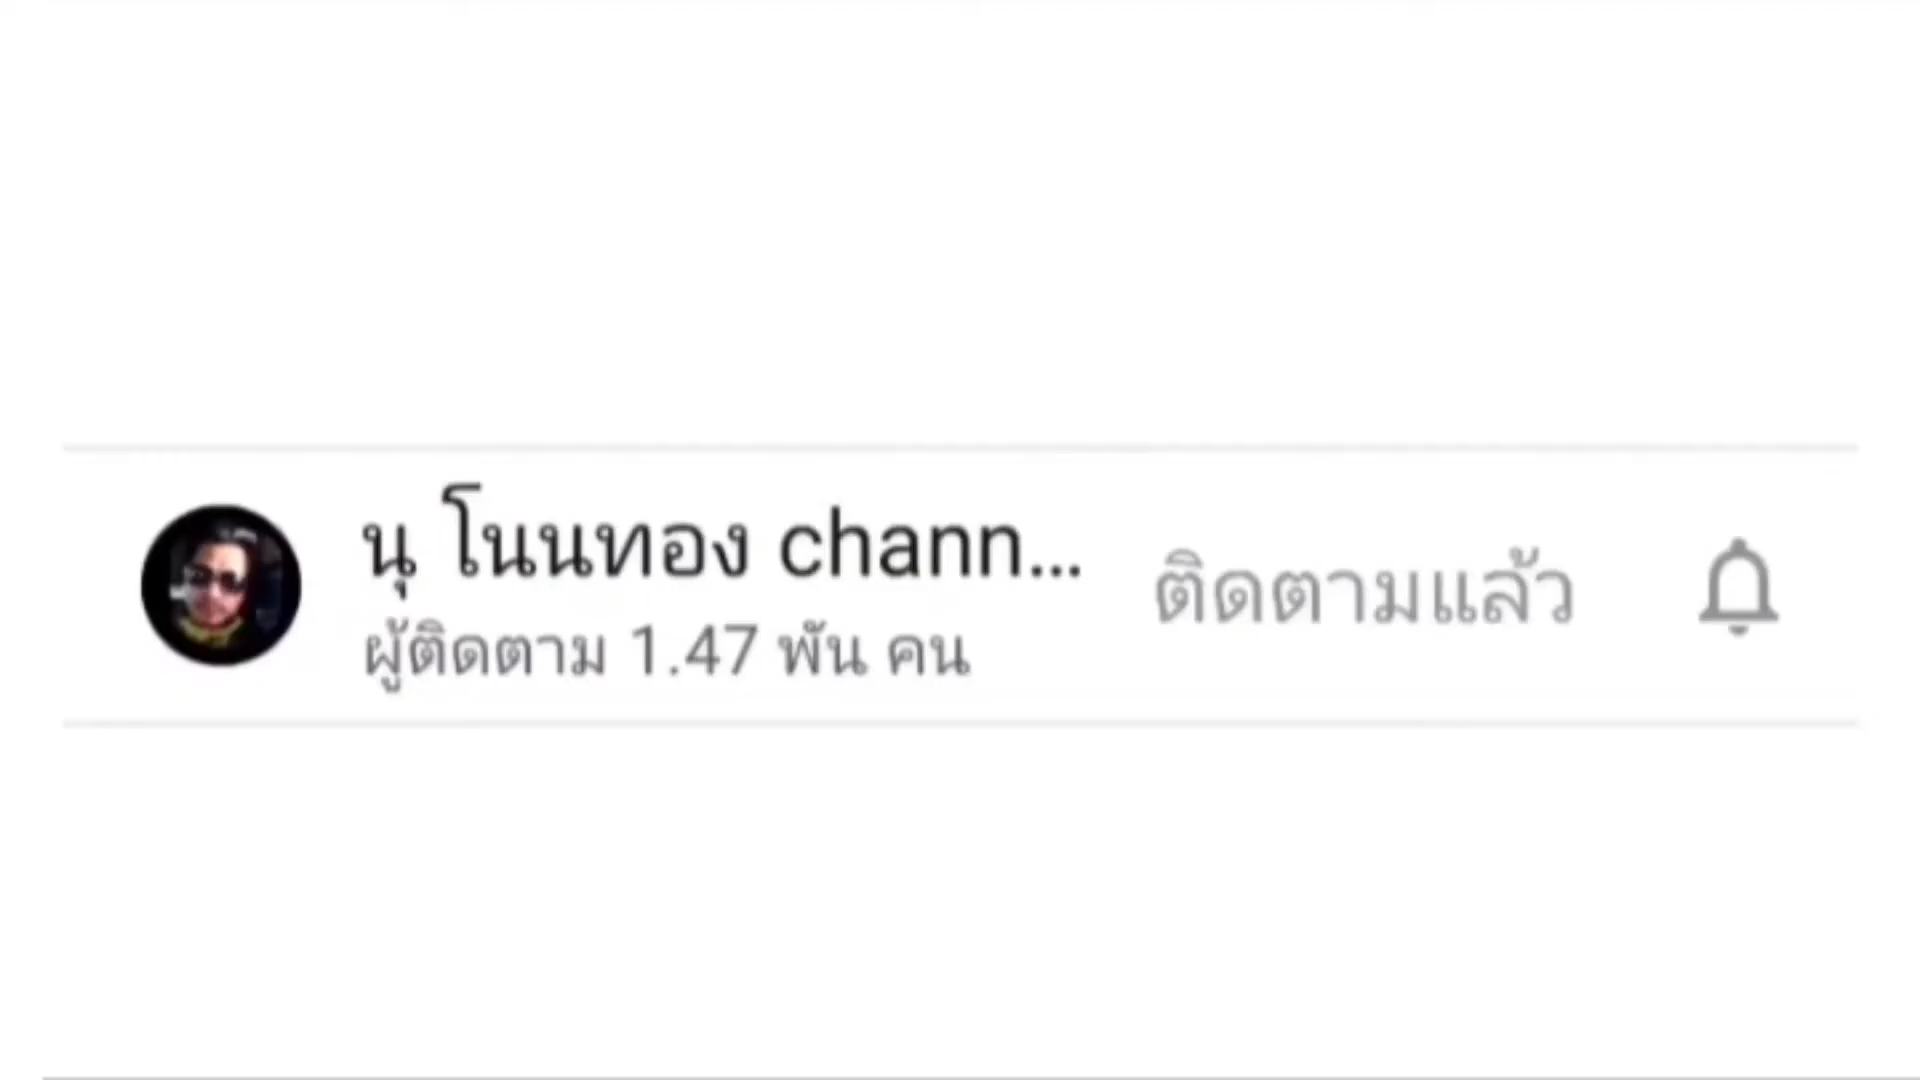 นุ โนนทอง chann...
ผู้ติดตาม 1.47 พัน คน
ติดตามแล้ว